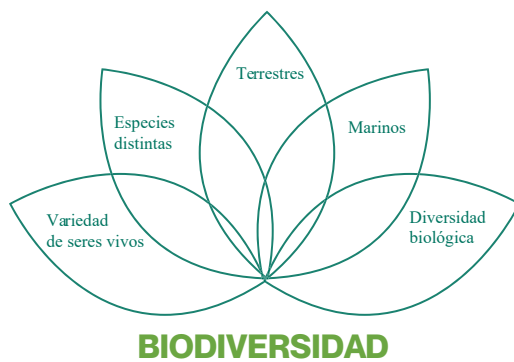 Terrestres
Especies
distintas
Marinos
Variedad
de seres vivos
Diversidad
biológica
BIODIVERSIDAD